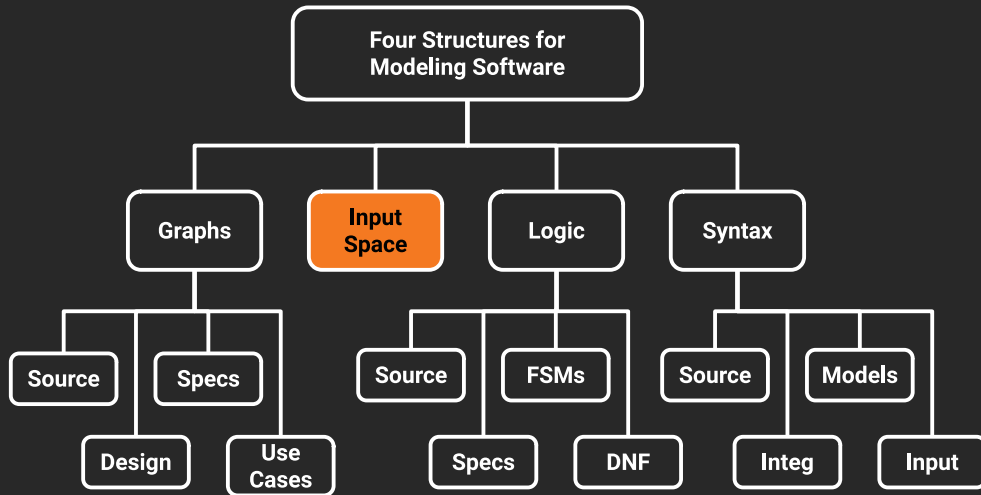 Four Structures for
Modeling Software
Graphs
Input
Space
Logic
Syntax
Source
Specs
Source
FSMs
Source
Models
Design
Use
Cases
Specs
DNF
Integ
Input